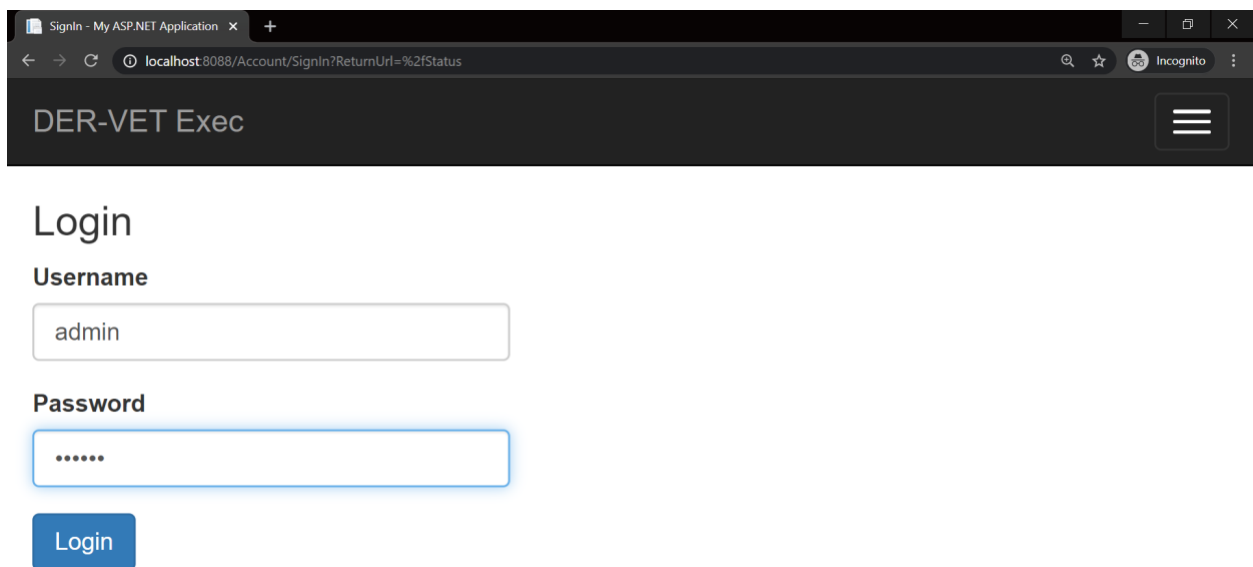 SignIn - My ASP.NET Application
localhost:8088/Account/SignIn?ReturnUrl=%2fStatus
Incognito
DER-VET Exec
Login
Username
admin
Password
••••••
Login